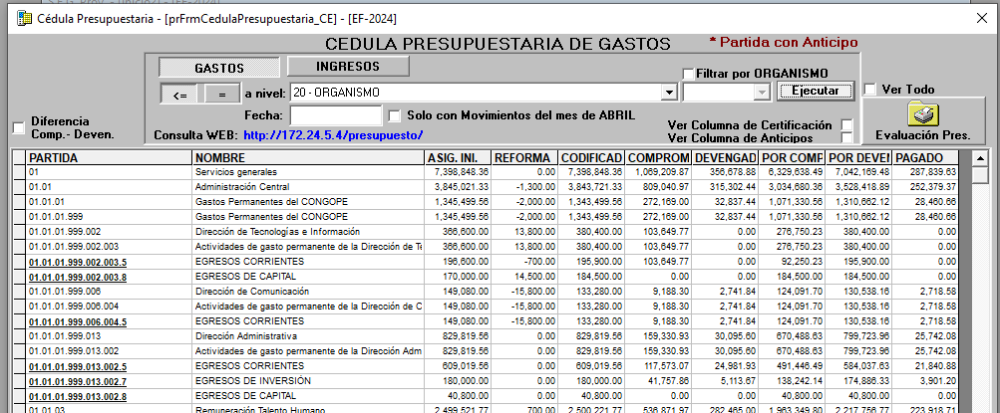 Cédula Presupuestaria - [prFrmCedulaPresupuestaria_CE] - [EF-2024]
CEDULA PRESUPUESTARIA DE GASTOS * Partida con Anticipo
GASTOS INGRESOS
Filtrar por ORGANISMO
<= = a nivel: 20 - ORGANISMO Ejecutar Ver Todo
Fecha: Solo con Movimientos del mes de ABRIL
Diferencia
Comp.- Deven.
Consulta WEB: http://172.24.5.4/presupuesto/
Ver Columna de Certificación
Ver Columna de Anticipos
Evaluación Pres.
PARTIDA NOMBRE ASIG. INI. REFORMA CODIFICAD COMPROM DEVENGAD POR COMP POR DEVEN PAGADO
01 Servicios generales 7,398,848.36 0.00 7,398,848.36 1,069,209.87 356,678.88 6,329,638.49 7,042,169.48 287,839.63
01.01 Administración Central 3,845,021.33 -1,300.00 3,843,721.33 809,040.97 315,302.44 3,034,680.36 3,528,418.89 252,379.37
01.01.01 Gastos Permanentes del CONGOPE 1,345,499.56 -2,000.00 1,343,499.56 272,169.00 32,837.44 1,071,330.56 1,310,662.12 28,460.66
01.01.01.999 Gastos Permanentes del CONGOPE 1,345,499.56 -2,000.00 1,343,499.56 272,169.00 32,837.44 1,071,330.56 1,310,662.12 28,460.66
01.01.01.999.002 Dirección de Tecnologías e Información 366,600.00 13,800.00 380,400.00 103,649.77 0.00 276,750.23 380,400.00 0.00
01.01.01.999.002.003 Actividades de gasto permanente de la Dirección de Te 366,600.00 13,800.00 380,400.00 103,649.77 0.00 276,750.23 380,400.00 0.00
01.01.01.999.002.003.5 EGRESOS CORRIENTES 196,600.00 -700.00 195,900.00 103,649.77 0.00 92,250.23 195,900.00 0.00
01.01.01.999.002.003.8 EGRESOS DE CAPITAL 170,000.00 14,500.00 184,500.00 0.00 0.00 184,500.00 184,500.00 0.00
01.01.01.999.006 Dirección de Comunicación 149,080.00 -15,800.00 133,280.00 9,188.30 2,741.84 124,091.70 130,538.16 2,718.58
01.01.01.999.006.004 Actividades de gasto permanente de la Dirección de C 149,080.00 -15,800.00 133,280.00 9,188.30 2,741.84 124,091.70 130,538.16 2,718.58
01.01.01.999.006.004.5 EGRESOS CORRIENTES 149,080.00 -15,800.00 133,280.00 9,188.30 2,741.84 124,091.70 130,538.16 2,718.58
01.01.01.999.013 Dirección Administrativa 829,819.56 0.00 829,819.56 159,330.93 30,095.60 670,488.63 799,723.96 25,742.08
01.01.01.999.013.002 Actividades de gasto permanente de la Dirección Adm 829,819.56 0.00 829,819.56 159,330.93 30,095.60 670,488.63 799,723.96 25,742.08
01.01.01.999.013.002.5 EGRESOS CORRIENTES 609,019.56 0.00 609,019.56 117,573.07 24,981.93 491,446.49 584,037.63 21,840.88
01.01.01.999.013.002.7 EGRESOS DE INVERSIÓN 180,000.00 0.00 180,000.00 41,757.86 5,113.67 138,242.14 174,886.33 3,901.20
01.01.01.999.013.002.8 EGRESOS DE CAPITAL 40,800.00 0.00 40,800.00 0.00 0.00 40,800.00 40,800.00 0.00
01.01.03 Remuneración Talento Humano 2,499,521.77 700.00 2,500,221.77 536,871.97 282,465.00 1,963,349.80 2,217,756.77 223,918.71